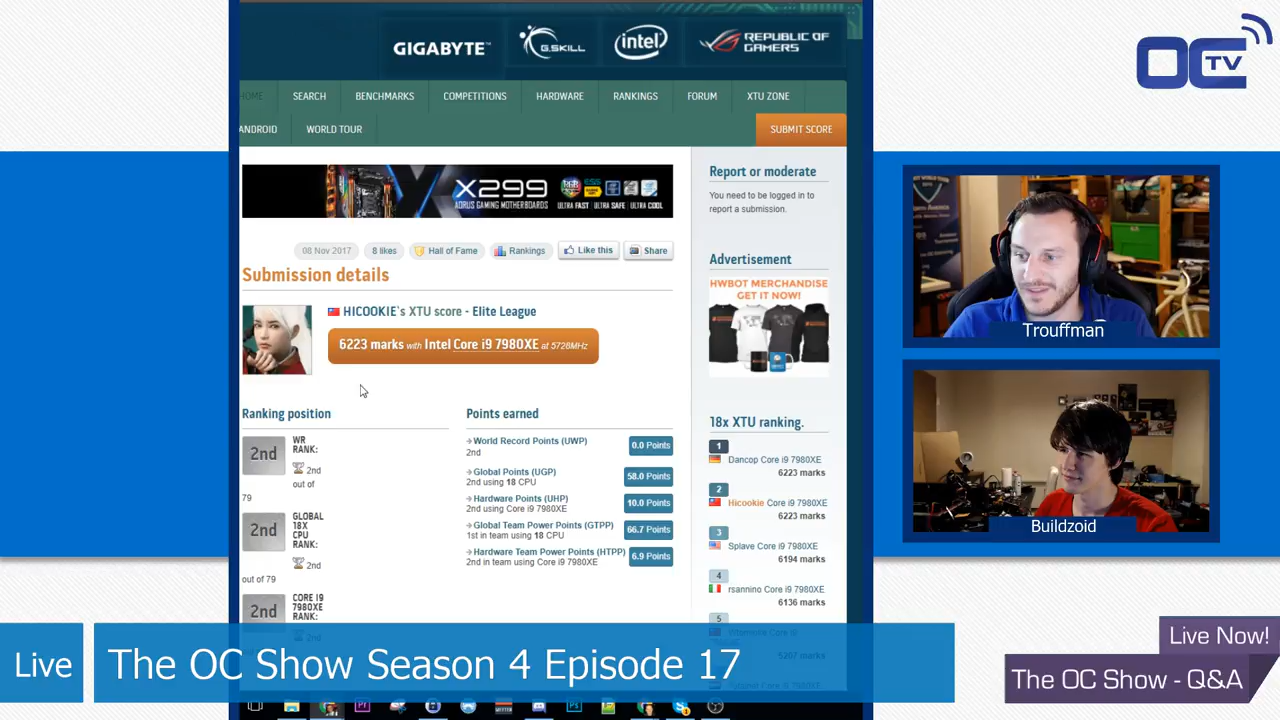 GIGABYTE™
G.SKILL
intel
REPUBLIC OF
GAMERS
OC
TV
HOME
SEARCH
BENCHMARKS
COMPETITIONS
HARDWARE
RANKINGS
FORUM
XTU ZONE
ANDROID
WORLD TOUR
SUBMIT SCORE
X299
AORUS GAMING MOTHERBOARDS
ULTRA FAST
ULTRA SAFE
ULTRA COOL
08 Nov 2017
8 likes
Hall of Fame
Rankings
Like this
Share
Submission details
HICOOKIE's XTU score - Elite League
6223 marks with Intel Core i9 7980XE at 5726MHz
Ranking position
2nd
WR
RANK:
2nd
out of
79
2nd
GLOBAL
18X
CPU
RANK:
2nd
out of 79
2nd
CORE I9
7980XE
RANK:
2nd
Points earned
World Record Points (UWP)
2nd
0.0 Points
Global Points (UGP)
2nd using 18 CPU
58.0 Points
Hardware Points (UHP)
2nd using Core i9 7980XE
10.0 Points
Global Team Power Points (GTPP)
1st in team using 18 CPU
66.7 Points
Hardware Team Power Points (HTPP)
2nd in team using Core i9 7980XE
6.9 Points
Report or moderate
You need to be logged in to
report a submission.
Advertisement
HWBOT MERCHANDISE
GET IT NOW!
18x XTU ranking.
1
Dancop Core i9 7980XE
6223 marks
2
Hicookie Core i9 7980XE
6223 marks
3
Splave Core i9 7980XE
6194 marks
4
rsannino Core i9 7980XE
6136 marks
5
Trouffman
Buildzoid
Live
The OC Show Season 4 Episode 17
Live Now!
The OC Show - Q&A